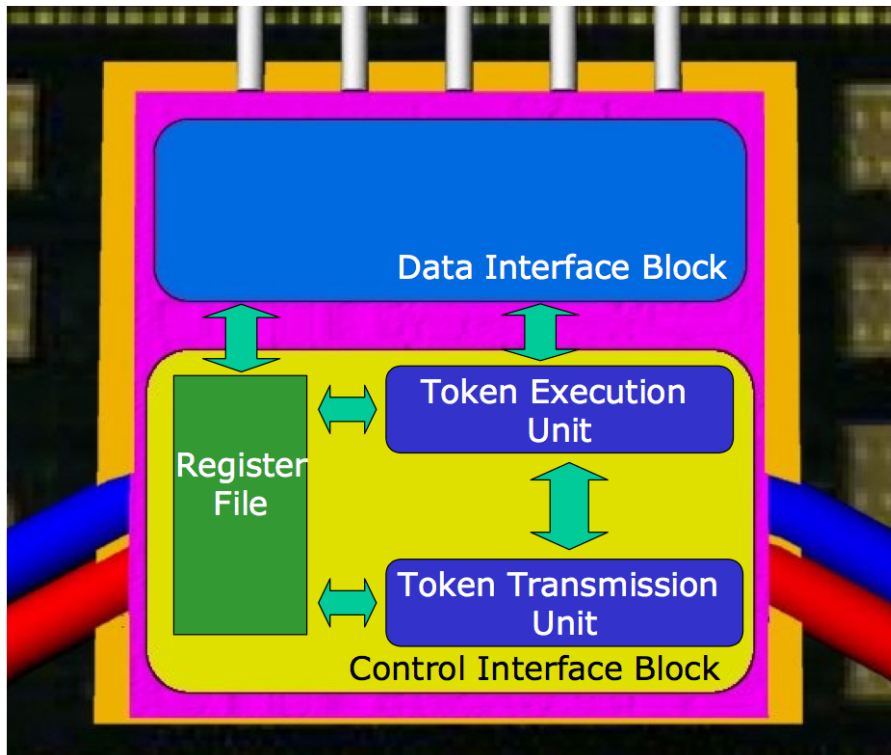 Data Interface Block
Token Execution
Unit
Register
File
Token Transmission
Unit
Control Interface Block